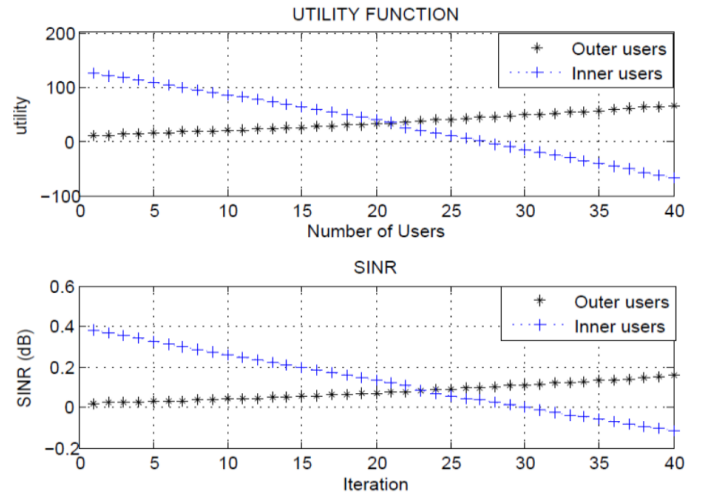 UTILITY FUNCTION
200
100
0
−100
utility
Outer users
Inner users
0 5 10 15 20 25 30 35 40
Number of Users
SINR
0.6
0.4
0.2
0
−0.2
SINR (dB)
Outer users
Inner users
0 5 10 15 20 25 30 35 40
Iteration